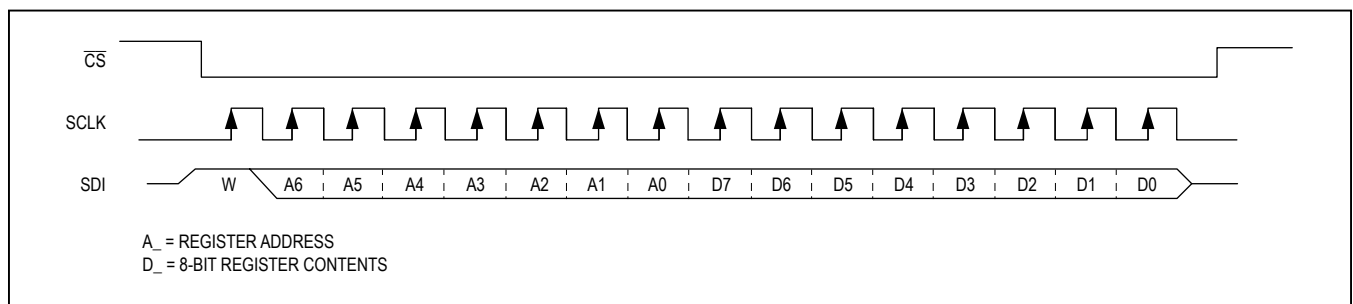 CS
SCLK
SDI W A6 A5 A4 A3 A2 A1 A0 D7 D6 D5 D4 D3 D2 D1 D0
A_ = REGISTER ADDRESS
D_ = 8-BIT REGISTER CONTENTS